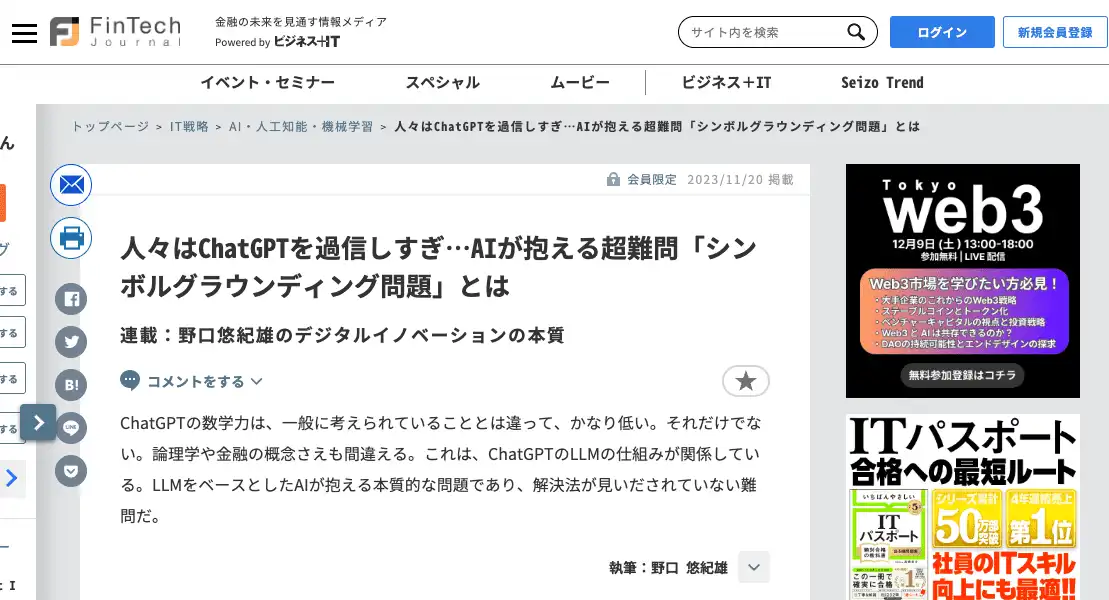 FinTech
Journal
金融の未来を見通す情報メディア
Powered by ビジネス+IT
サイト内を検索
ログイン
新規会員登録
イベント・セミナー
スペシャル
ムービー
ビジネス+IT
Seizo Trend
トップページ > IT戦略 > AI・人工知能・機械学習 > 人々はChatGPTを過信しすぎ…AIが抱える超難問「シンボルグラウンディング問題」とは
ん
グ
する
する
する
する
会員限定 2023/11/20 掲載
人々はChatGPTを過信しすぎ…AIが抱える超難問「シン
ボルグラウンディング問題」とは
連載：野口悠紀雄のデジタルイノベーションの本質
コメントをする
B!
LINE
ChatGPTの数学力は、一般に考えられていることとは違って、かなり低い。それだけでな
い。論理学や金融の概念さえも間違える。これは、ChatGPTのLLMの仕組みが関係してい
る。LLMをベースとしたAIが抱える本質的な問題であり、解決法が見いだされていない難
問だ。
執筆：野口 悠紀雄
Tokyo
web3
12月9日 (土) 13:00-18:00
参加無料 | LIVE 配信
Web3市場を学びたい方必見！
・大手企業のこれからのWeb3戦略
・ステーブルコインとトークン化
・ベンチャーキャピタルの視点と投資戦略
・Web3 と AI は共存できるのか？
・DAOの持続可能性とエンドデザインの探求
無料参加登録はコチラ
ITパスポート
合格への最短ルート
いちばんやさしい
IT
パスポート
絶対合格
の教科書
この一冊で
確実に合格
シリーズ累計
50万部
突破
4年連続売上
第1位
社員のITスキル
向上にも最適!!